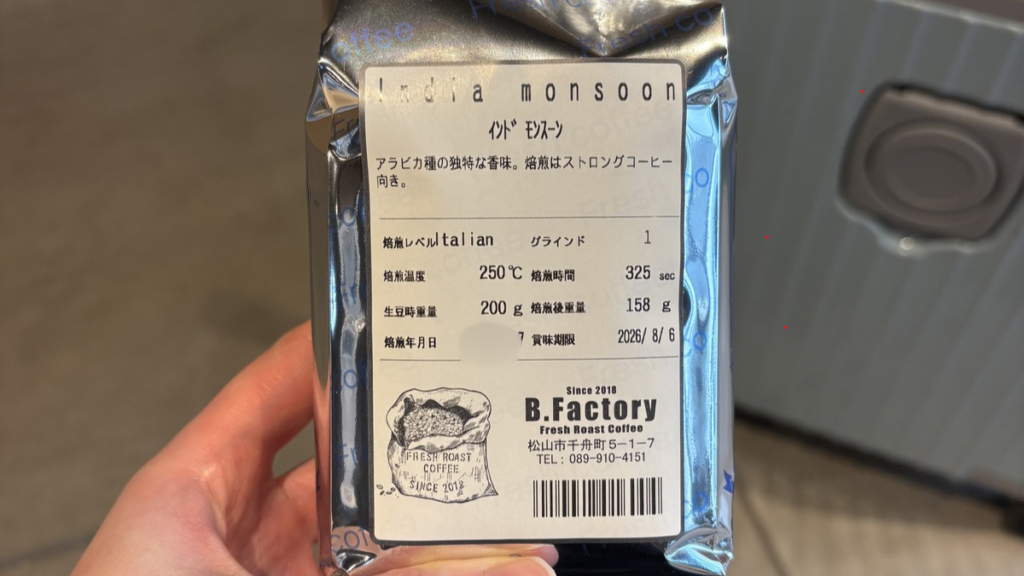 Fresh coffee
India monsoon
インド モンスーン
アラビカ種の独特な香味。焙煎はストロングコーヒー
向き。
焙煎レベル Italian グラインド 1
焙煎温度 250℃ 焙煎時間 325 sec
生豆時重量 200 g 焙煎後重量 158 g
焙煎年月日 7 賞味期限 2026/ 8/ 6
Since 2018
B.Factory
Fresh Roast Coffee
松山市千舟町5-1-7
TEL: 089-910-4151
FRESH ROAST
COFFEE
SINCE 2018